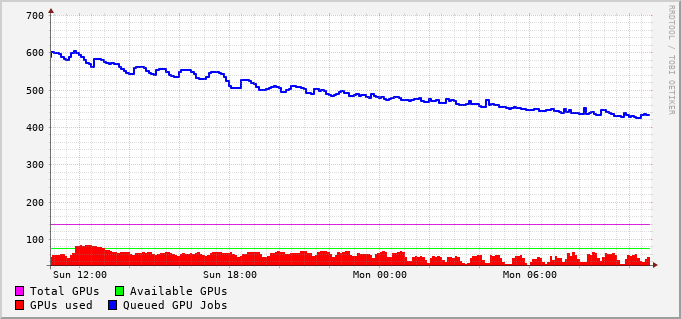 700
600
500
400
300
200
100
Sun 12:00 Sun 18:00 Mon 00:00 Mon 06:00
Total GPUs Available GPUs
GPUs used Queued GPU Jobs
RRDTOOL / TOBI OETIKER